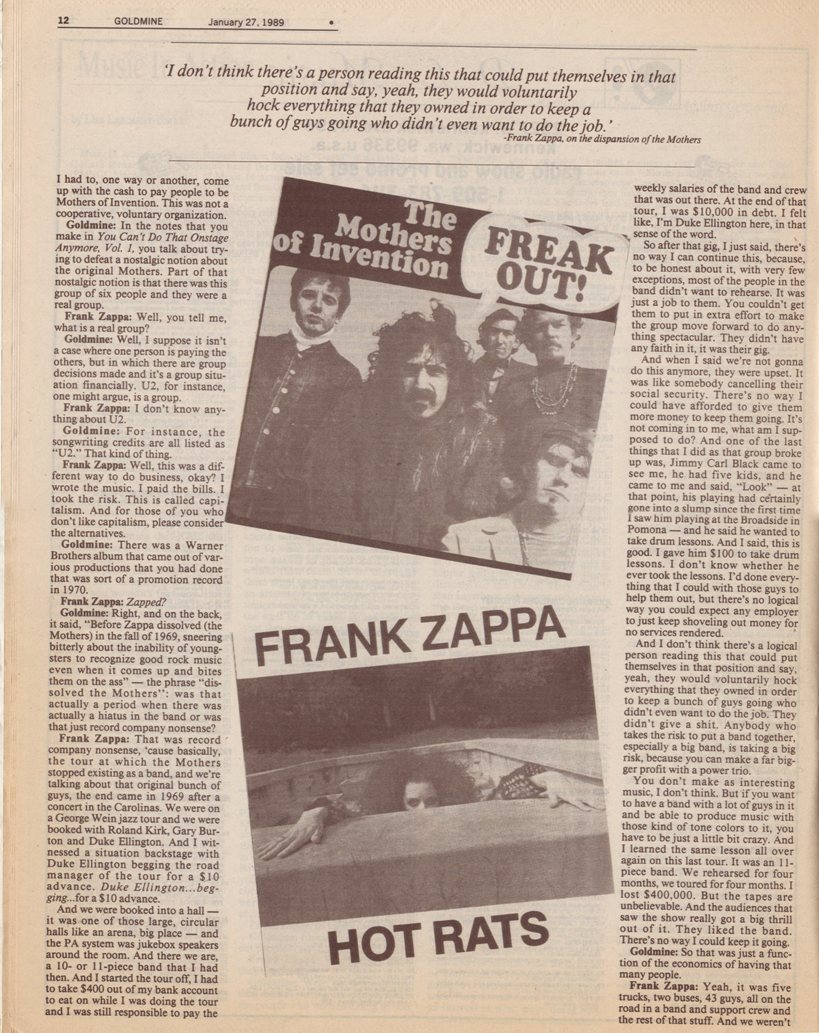 12 GOLDMINE January 27, 1989
'I don't think there's a person reading this that could put themselves in that
position and say, yeah, they would voluntarily
hock everything that they owned in order to keep a
bunch of guys going who didn't even want to do the job.'
-Frank Zappa, on the dispansion of the Mothers
I had to, one way or another, come
up with the cash to pay people to be
Mothers of Invention. This was not a
cooperative, voluntary organization.
Goldmine: In the notes that you
make in You Can't Do That Onstage
Anymore, Vol. 1, you talk about try-
ing to defeat a nostalgic notion about
the original Mothers. Part of that
nostalgic notion is that there was this
group of six people and they were a
real group.
Frank Zappa: Well, you tell me,
what is a real group?
Goldmine: Well, I suppose it isn't
a case where one person is paying the
others, but in which there are group
decisions made and it's a group situ-
ation financially. U2, for instance,
one might argue, is a group.
Frank Zappa: I don't know any-
thing about U2.
Goldmine: For instance, the
songwriting credits are all listed as
"U2." That kind of thing.
Frank Zappa: Well, this was a dif-
ferent way to do business, okay? I
wrote the music. I paid the bills. I
took the risk. This is called capi-
talism. And for those of you who
don't like capitalism, please consider
the alternatives.
Goldmine: There was a Warner
Brothers album that came out of var-
ious productions that you had done
that was sort of a promotion record
in 1970.
Frank Zappa: Zapped?
Goldmine: Right, and on the back,
it said, "Before Zappa dissolved (the
Mothers) in the fall of 1969, sneering
bitterly about the inability of young-
sters to recognize good rock music
even when it comes up and bites
them on the ass" — the phrase "dis-
solved the Mothers": was that
actually a period when there was
actually a hiatus in the band or was
that just record company nonsense?
Frank Zappa: That was record
company nonsense, 'cause basically,
the tour at which the Mothers
stopped existing as a band, and we're
talking about that original bunch of
guys, the end came in 1969 after a
concert in the Carolinas. We were on
a George Wein jazz tour and we were
booked with Roland Kirk, Gary Bur-
ton and Duke Ellington. And I wit-
nessed a situation backstage with
Duke Ellington begging the road
manager of the tour for a $10
advance. Duke Ellington...beg-
ging...for a $10 advance.
And we were booked into a hall —
it was one of those large, circular
halls like an arena, big place — and
the PA system was jukebox speakers
around the room. And there we are,
a 10- or 11-piece band that I had
then. And I started the tour off, I had
to take $400 out of my bank account
to eat on while I was doing the tour
and I was still responsible to pay the
The
Mothers
of Invention
FREAK
OUT!
FRANK ZAPPA
HOT RATS
weekly salaries of the band and crew
that was out there. At the end of that
tour, I was $10,000 in debt. I felt
like, I'm Duke Ellington here, in that
sense of the word.
So after that gig, I just said, there's
no way I can continue this, because,
to be honest about it, with very few
exceptions, most of the people in the
band didn't want to rehearse. It was
just a job to them. You couldn't get
them to put in extra effort to make
the group move forward to do any-
thing spectacular. They didn't have
any faith in it, it was their gig.
And when I said we're not gonna
do this anymore, they were upset. It
was like somebody cancelling their
social security. There's no way I
could have afforded to give them
more money to keep them going. It's
not coming in to me, what am I sup-
posed to do? And one of the last
things that I did as that group broke
up was, Jimmy Carl Black came to
see me, he had five kids, and he
came to me and said, "Look" — at
that point, his playing had certainly
gone into a slump since the first time
I saw him playing at the Broadside in
Pomona — and he said he wanted to
take drum lessons. And I said, this is
good. I gave him $100 to take drum
lessons. I don't know whether he
ever took the lessons. I'd done every-
thing that I could with those guys to
help them out, but there's no logical
way you could expect any employer
to just keep shoveling out money for
no services rendered.
And I don't think there's a logical
person reading this that could put
themselves in that position and say,
yeah, they would voluntarily hock
everything that they owned in order
to keep a bunch of guys going who
didn't even want to do the job. They
didn't give a shit. Anybody who
takes the risk to put a band together,
especially a big band, is taking a big
risk, because you can make a far big-
ger profit with a power trio.
You don't make as interesting
music, I don't think. But if you want
to have a band with a lot of guys in it
and be able to produce music with
those kind of tone colors to it, you
have to be just a little bit crazy. And
I learned the same lesson all over
again on this last tour. It was an 11-
piece band. We rehearsed for four
months, we toured for four months. I
lost $400,000. But the tapes are
unbelievable. And the audiences that
saw the show really got a big thrill
out of it. They liked the band.
There's no way I could keep it going.
Goldmine: So that was just a func-
tion of the economics of having that
many people.
Frank Zappa: Yeah, it was five
trucks, two buses, 43 guys, all on the
road in a band and support crew and
the rest of that stuff. And we weren't